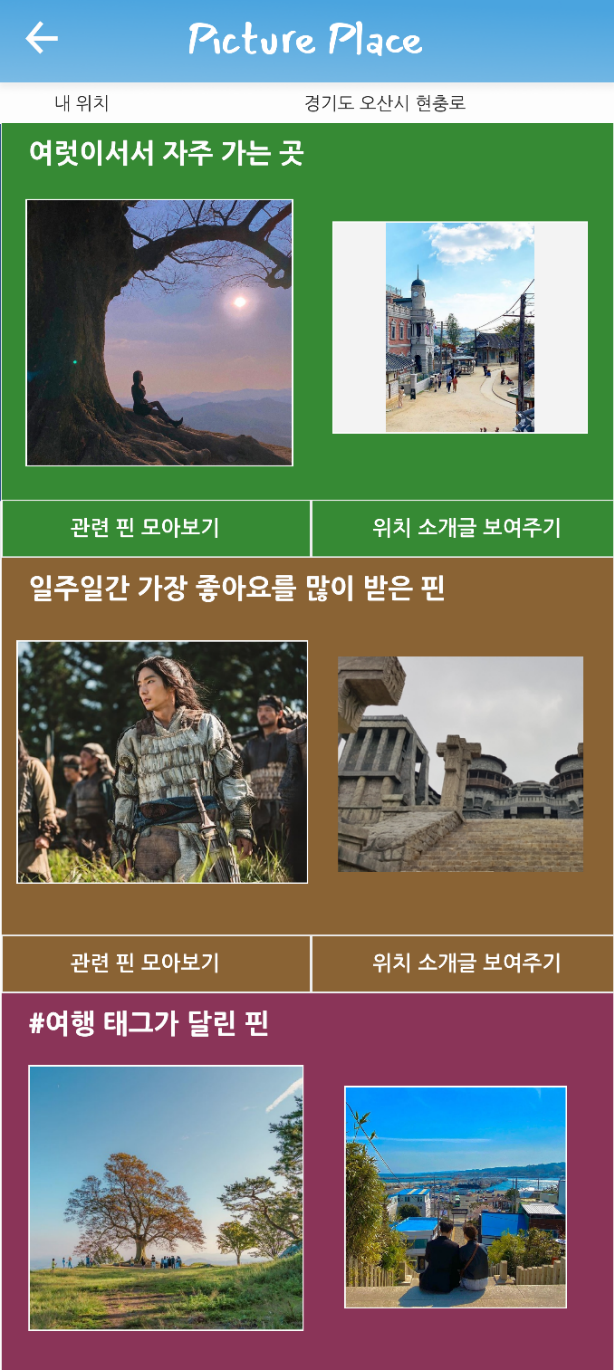 Picture Place
내 위치 경기도 오산시 현충로
여럿이서서 자주 가는 곳
관련 핀 모아보기 위치 소개글 보여주기
일주일간 가장 좋아요를 많이 받은 핀
관련 핀 모아보기 위치 소개글 보여주기
#여행 태그가 달린 핀